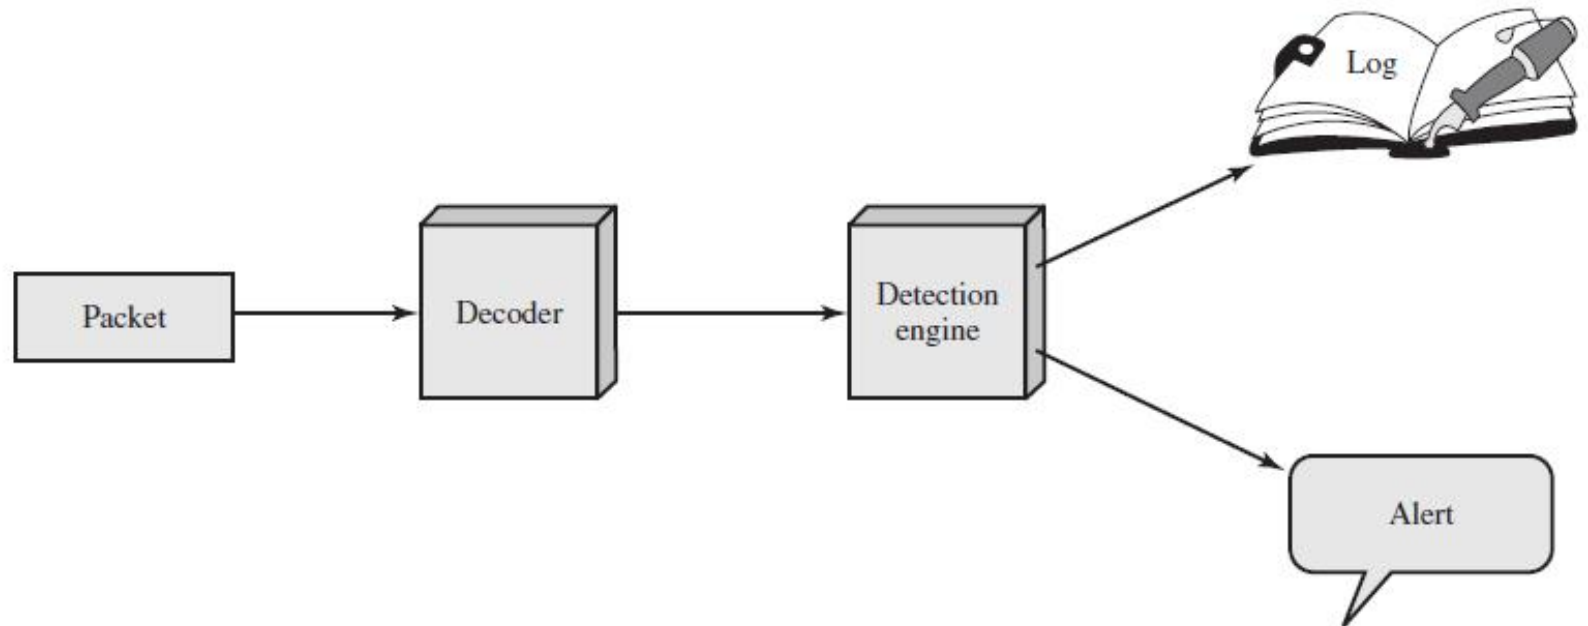 Log
Packet
Decoder
Detection
engine
Alert